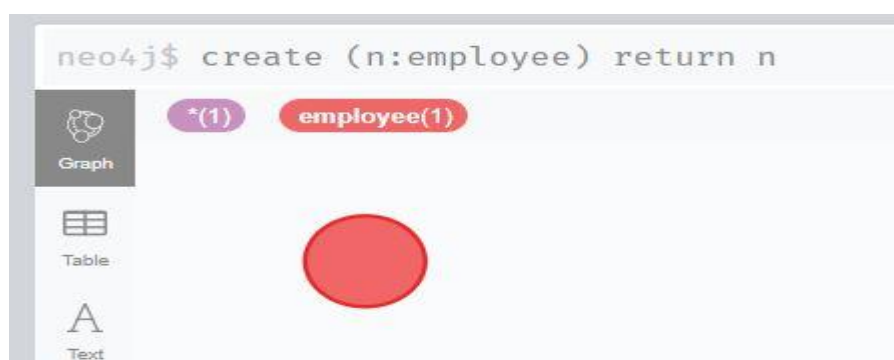 neo4j$ create (n:employee) return n
*(1) employee(1)
Graph
Table
A
Text